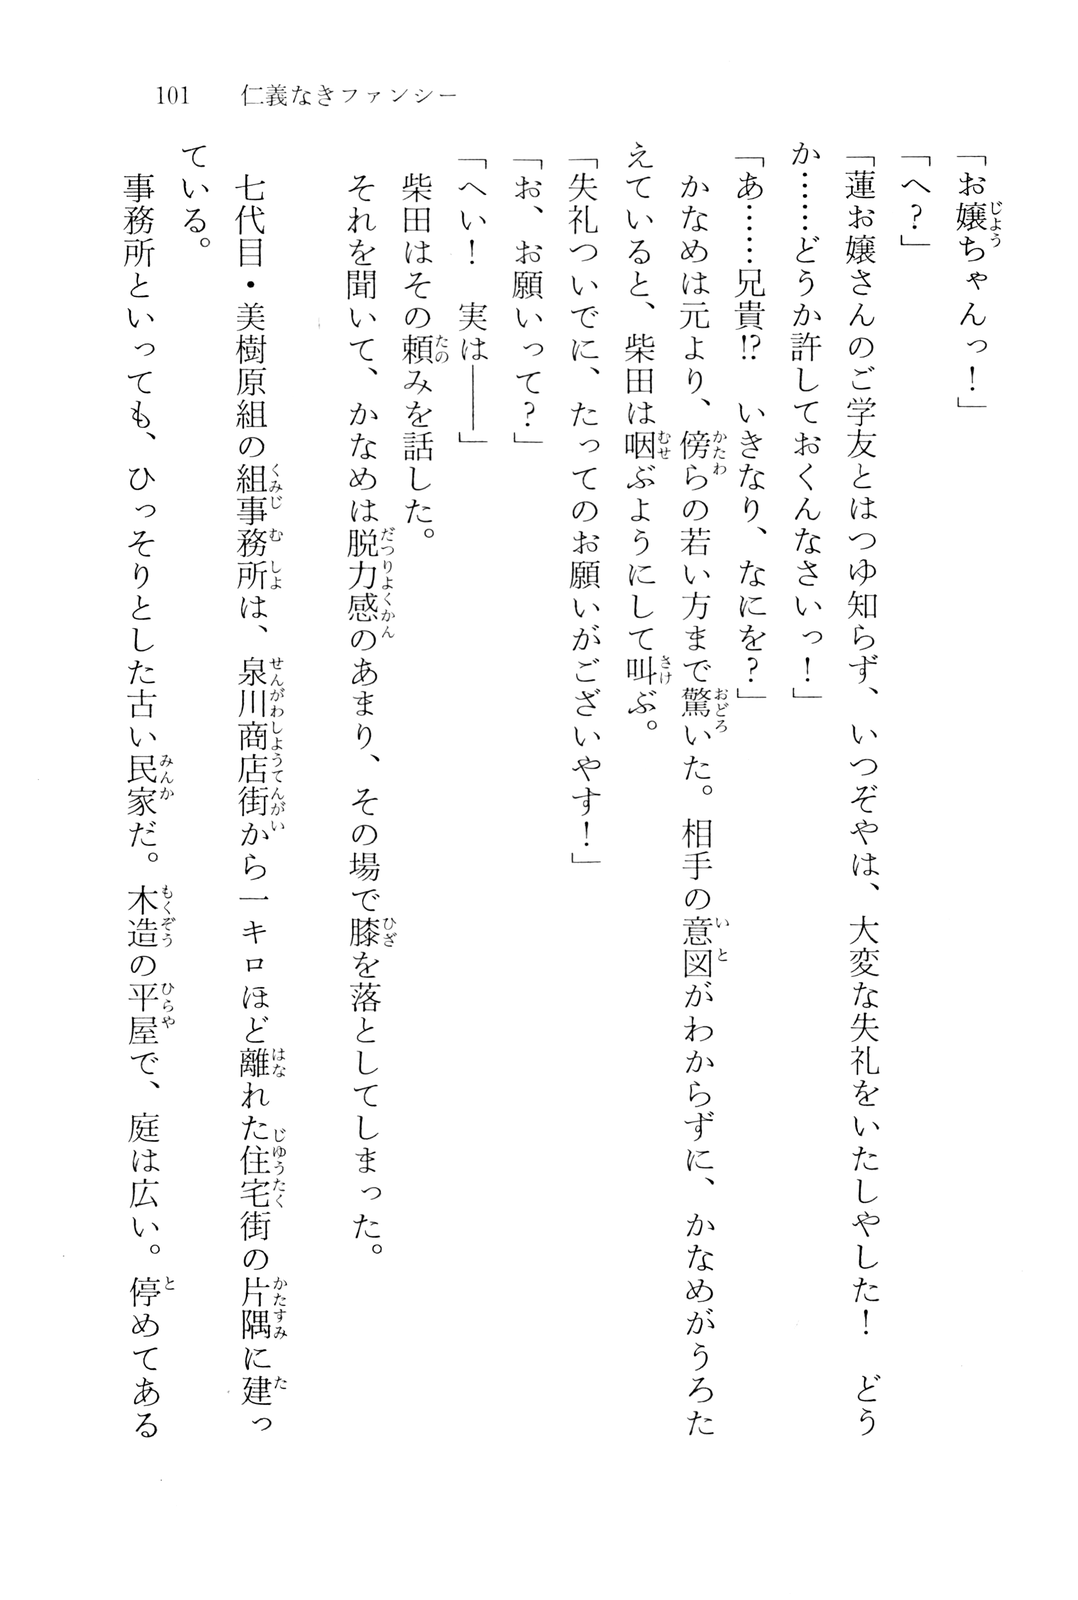 101 仁義なきファンシー
「お嬢ちゃんっ！」
「へ？」
「蓮お嬢さんのご学友とはつゆ知らず、いつぞやは、大変な失礼をいたしやした！　どう
か……どうか許しておくんなさいっ！」
「あ……兄貴!?　いきなり、なにを？」
かなめは元より、傍らの若い方まで驚いた。相手の意図がわからずに、かなめがうろた
えていると、柴田は咽ぶようにして叫ぶ。
「失礼ついでに、たってのお願いがございやす！」
「お、お願いって？」
「へい！　実は――」
柴田はその頼みを話した。
それを聞いて、かなめは脱力感のあまり、その場で膝を落としてしまった。
七代目・美樹原組の組事務所は、泉川商店街から一キロほど離れた住宅街の片隅に建っ
ている。
事務所といっても、ひっそりとした古い民家だ。木造の平屋で、庭は広い。停めてある